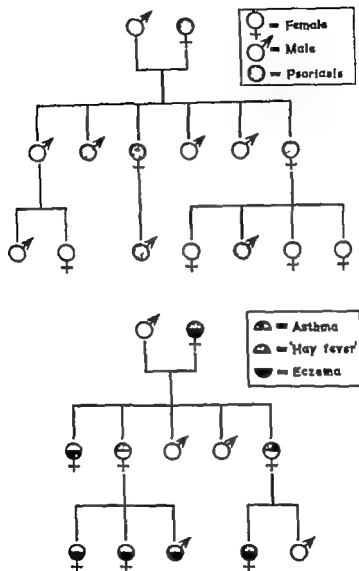 = Female
= Male
= Psoriasis
= Asthma
= 'Hay fever'
= Eczema